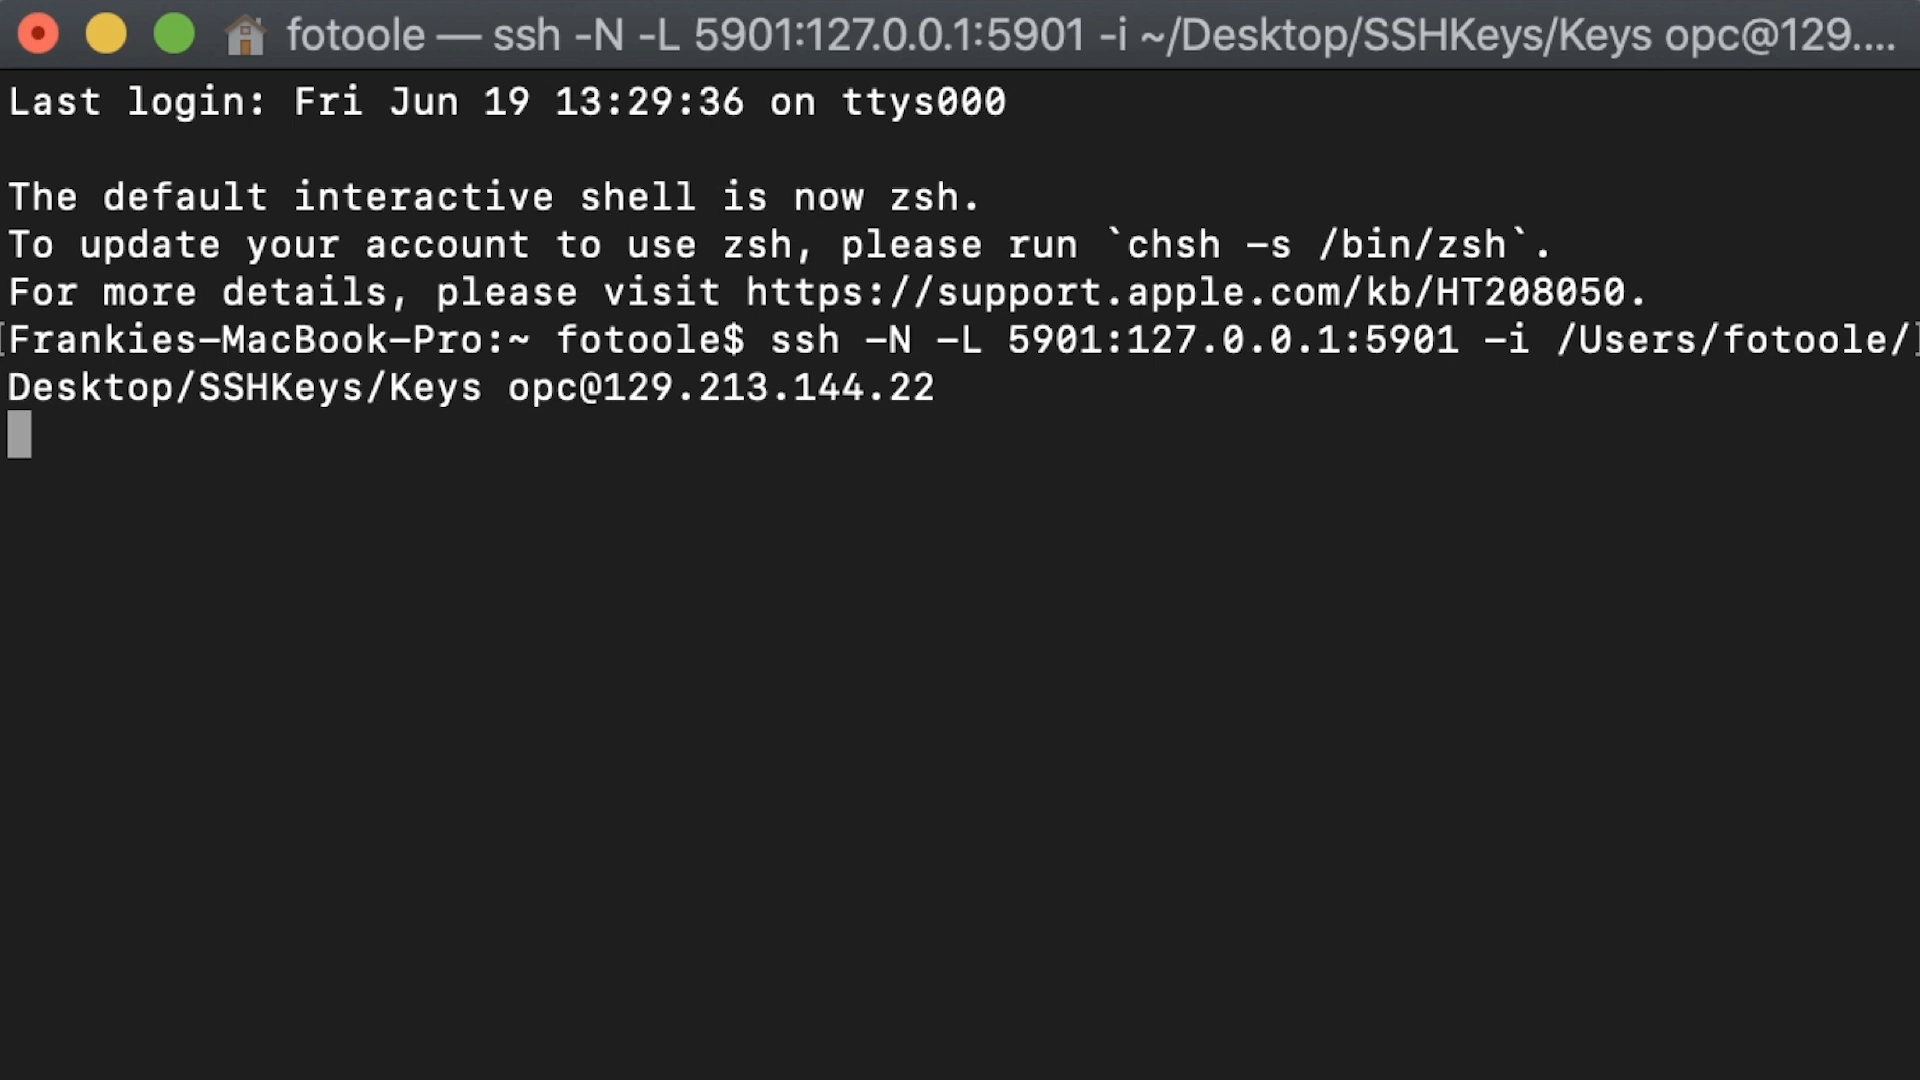 fotoole — ssh -N -L 5901:127.0.0.1:5901 -i ~/Desktop/SSHKeys/Keys opc@129....
Last login: Fri Jun 19 13:29:36 on ttys000
The default interactive shell is now zsh.
To update your account to use zsh, please run `chsh -s /bin/zsh`.
For more details, please visit https://support.apple.com/kb/HT208050.
[Frankies-MacBook-Pro:~ fotoole$ ssh -N -L 5901:127.0.0.1:5901 -i /Users/fotoole/]
Desktop/SSHKeys/Keys opc@129.213.144.22